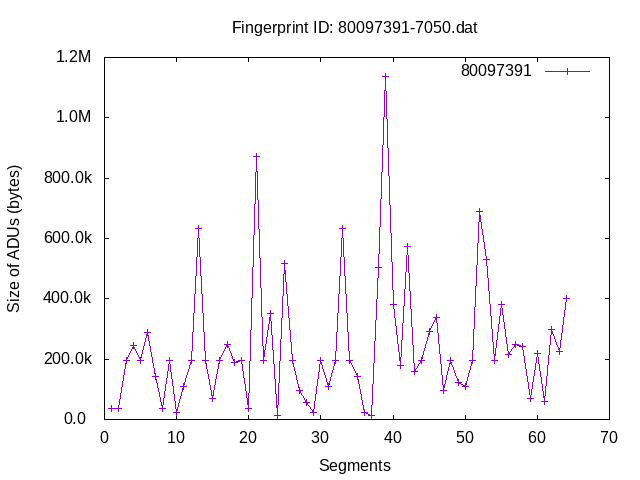 Fingerprint ID: 80097391-7050.dat
80097391
1.2M
1.0M
800.0k
600.0k
400.0k
200.0k
0.0
Size of ADUs (bytes)
0 10 20 30 40 50 60 70
Segments